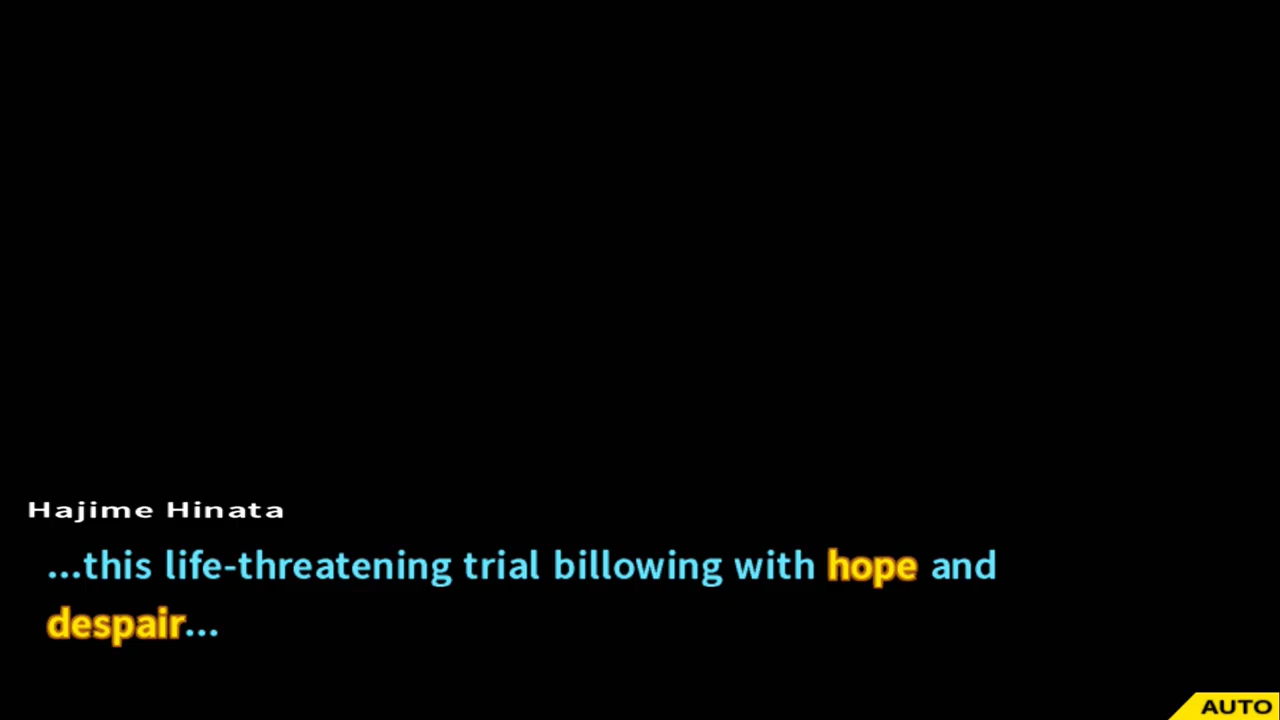 Hajime Hinata
...this life-threatening trial billowing with hope and
despair...
AUTO